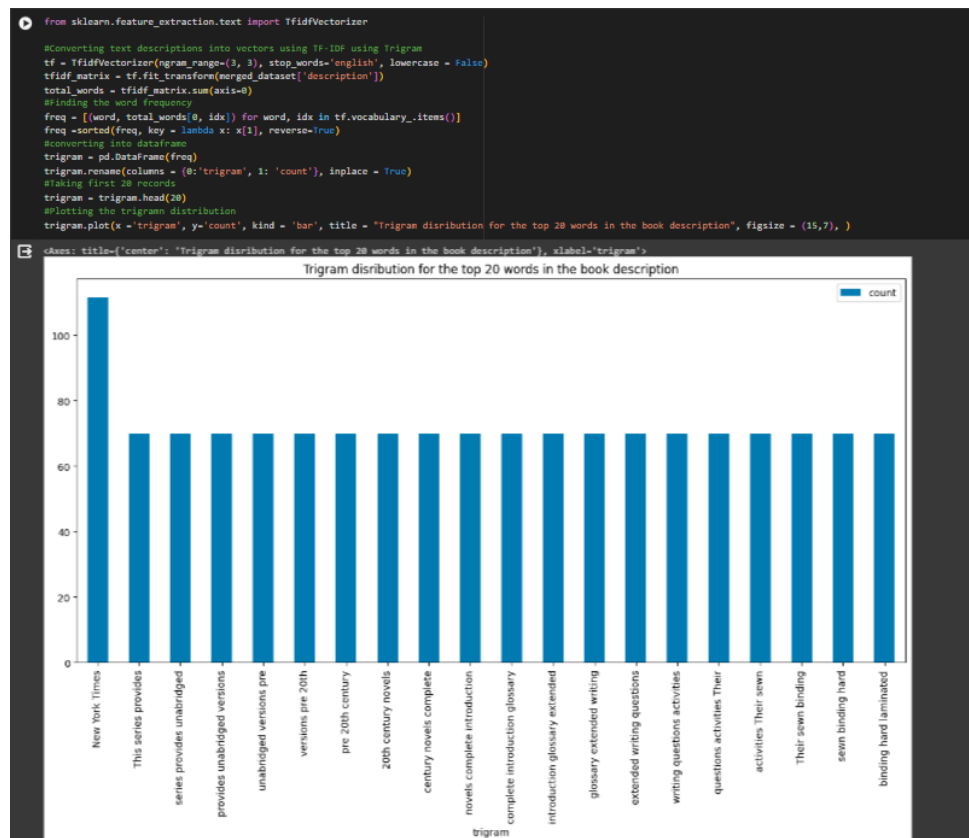 from sklearn.feature_extraction.text import TfidfVectorizer
#Converting text descriptions into vectors using TF-IDF using Trigram
tf = TfidfVectorizer(ngram_range=(3, 3), stop_words='english', lowercase = False)
tfidf_matrix = tf.fit_transform(merged_dataset['description'])
total_words = tfidf_matrix.sum(axis=0)
#Finding the word frequency
freq = [(word, total_words[0, idx]) for word, idx in tf.vocabulary_.items()]
freq =sorted(freq, key = lambda x: x[1], reverse=True)
#converting into dataframe
trigram = pd.DataFrame(freq)
trigram.rename(columns = {0:'trigram', 1: 'count'}, inplace = True)
#Taking first 20 records
trigram = trigram.head(20)
#Plotting the trigramn distribution
trigram.plot(x ='trigram', y='count', kind = 'bar', title = "Trigram disribution for the top 20 words in the book description", figsize = (15,7), )
<Axes: title={'center': 'Trigram disribution for the top 20 words in the book description'}, xlabel='trigram'>
Trigram disribution for the top 20 words in the book description
count
100
80
60
40
20
0
New York Times
This series provides
series provides unabridged
provides unabridged versions
unabridged versions pre
versions pre 20th
pre 20th century
20th century novels
century novels complete
novels complete introduction
complete introduction glossary
introduction glossary extended
glossary extended writing
extended writing questions
writing questions activities
questions activities Their
activities Their sewn
Their sewn binding
sewn binding hard
binding hard laminated
trigram